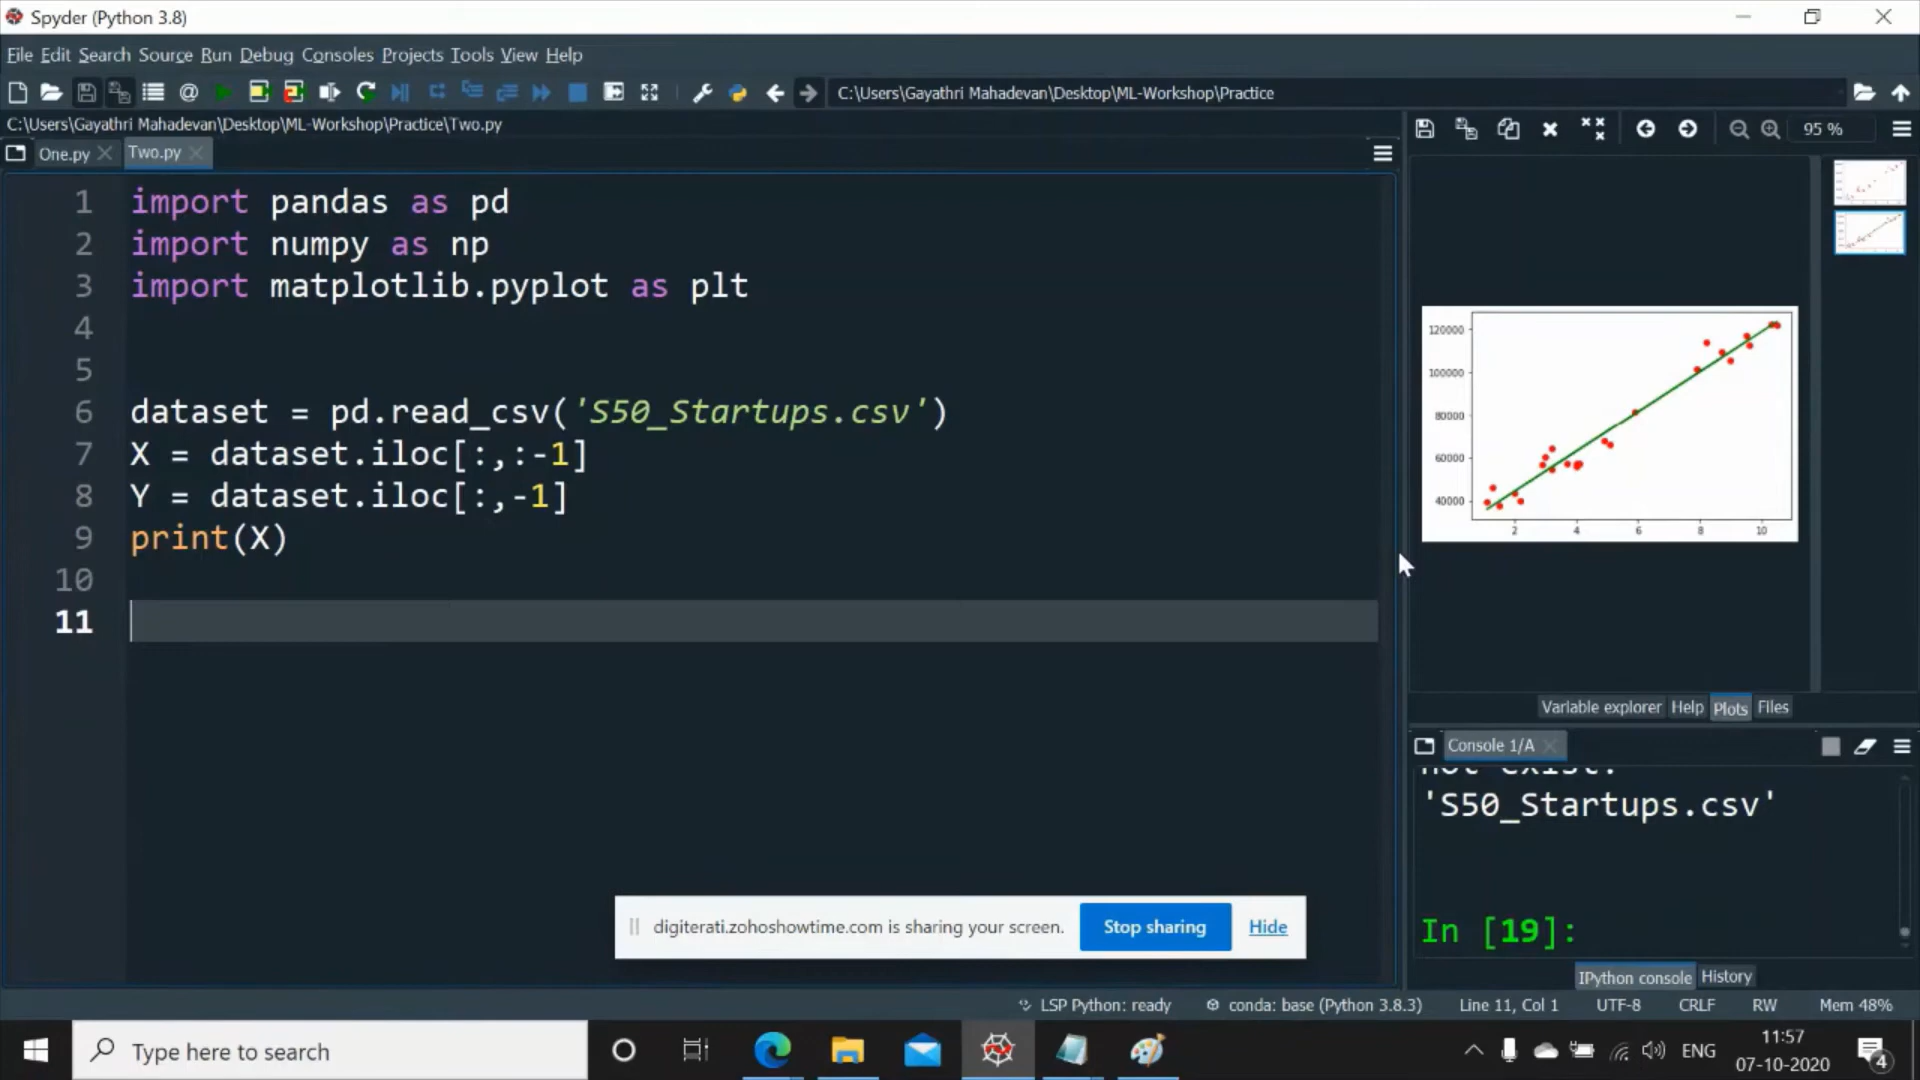 Spyder (Python 3.8)
File Edit Search Source Run Debug Consoles Projects Tools View Help
C:\Users\Gayathri Mahadevan\Desktop\ML-Workshop\Practice
C:\Users\Gayathri Mahadevan\Desktop\ML-Workshop\Practice\Two.py
One.py Two.py
95 %
1 import pandas as pd
2 import numpy as np
3 import matplotlib.pyplot as plt
4
5
6 dataset = pd.read_csv('S50_Startups.csv')
7 X = dataset.iloc[:,:-1]
8 Y = dataset.iloc[:,-1]
9 print(X)
10
11
120000
100000
80000
60000
40000
2 4 6 8 10
Variable explorer Help Plots Files
Console 1/A
not exist:
'S50_Startups.csv'
In [19]:
IPython console History
digiterati.zohoshowtime.com is sharing your screen. Stop sharing Hide
LSP Python: ready conda: base (Python 3.8.3) Line 11, Col 1 UTF-8 CRLF RW Mem 48%
Type here to search
ENG
11:57
07-10-2020
4